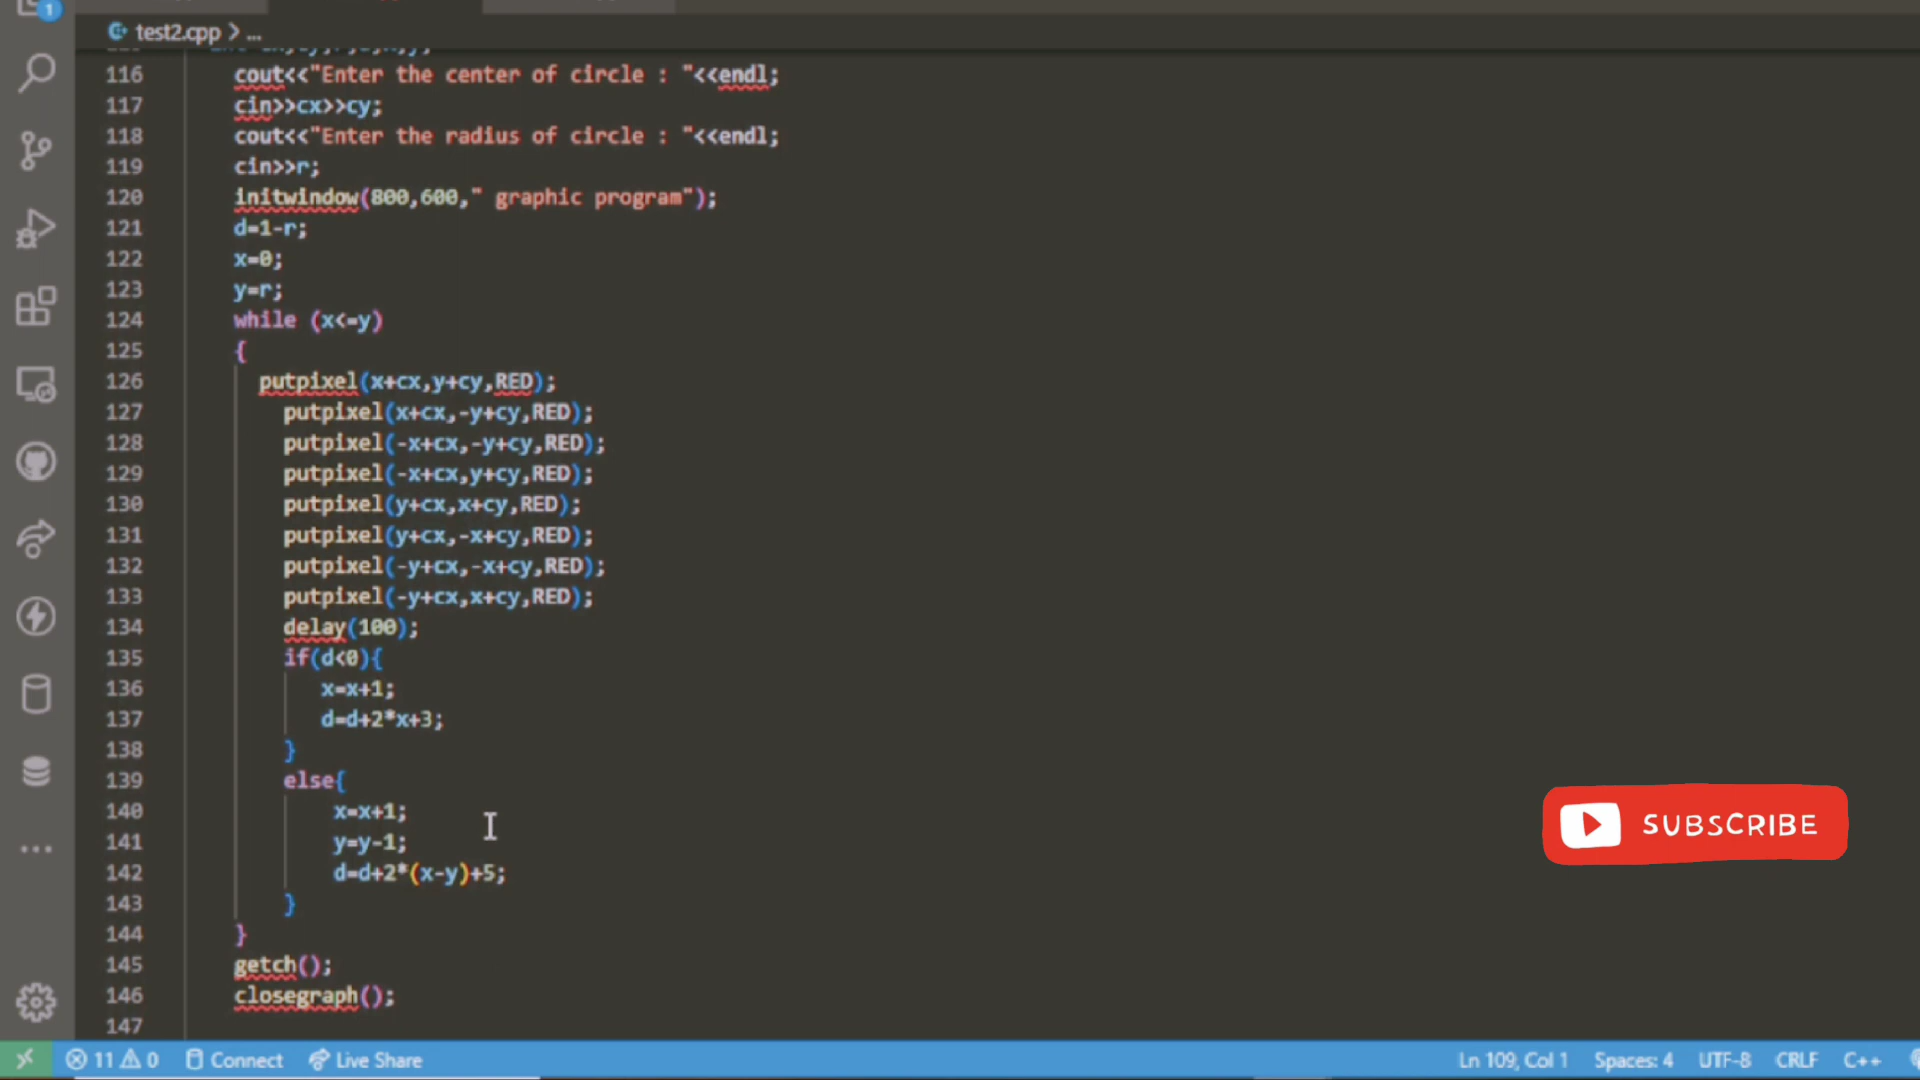 1
test2.cpp > ...
116 cout<<"Enter the center of circle : "<<endl;
117 cin>>cx>>cy;
118 cout<<"Enter the radius of circle : "<<endl;
119 cin>>r;
120 initwindow(800,600," graphic program");
121 d=1-r;
122 x=0;
123 y=r;
124 while (x<=y)
125 {
126 putpixel(x+cx,y+cy,RED);
127 putpixel(x+cx,-y+cy,RED);
128 putpixel(-x+cx,-y+cy,RED);
129 putpixel(-x+cx,y+cy,RED);
130 putpixel(y+cx,x+cy,RED);
131 putpixel(y+cx,-x+cy,RED);
132 putpixel(-y+cx,-x+cy,RED);
133 putpixel(-y+cx,x+cy,RED);
134 delay(100);
135 if(d<0){
136 x=x+1;
137 d=d+2*x+3;
138 }
139 else{
140 x=x+1;
141 y=y-1;
142 d=d+2*(x-y)+5;
143 }
144 }
145 getch();
146 closegraph();
147
SUBSCRIBE
11 0 Connect Live Share Ln 109, Col 1 Spaces: 4 UTF-8 CRLF C++